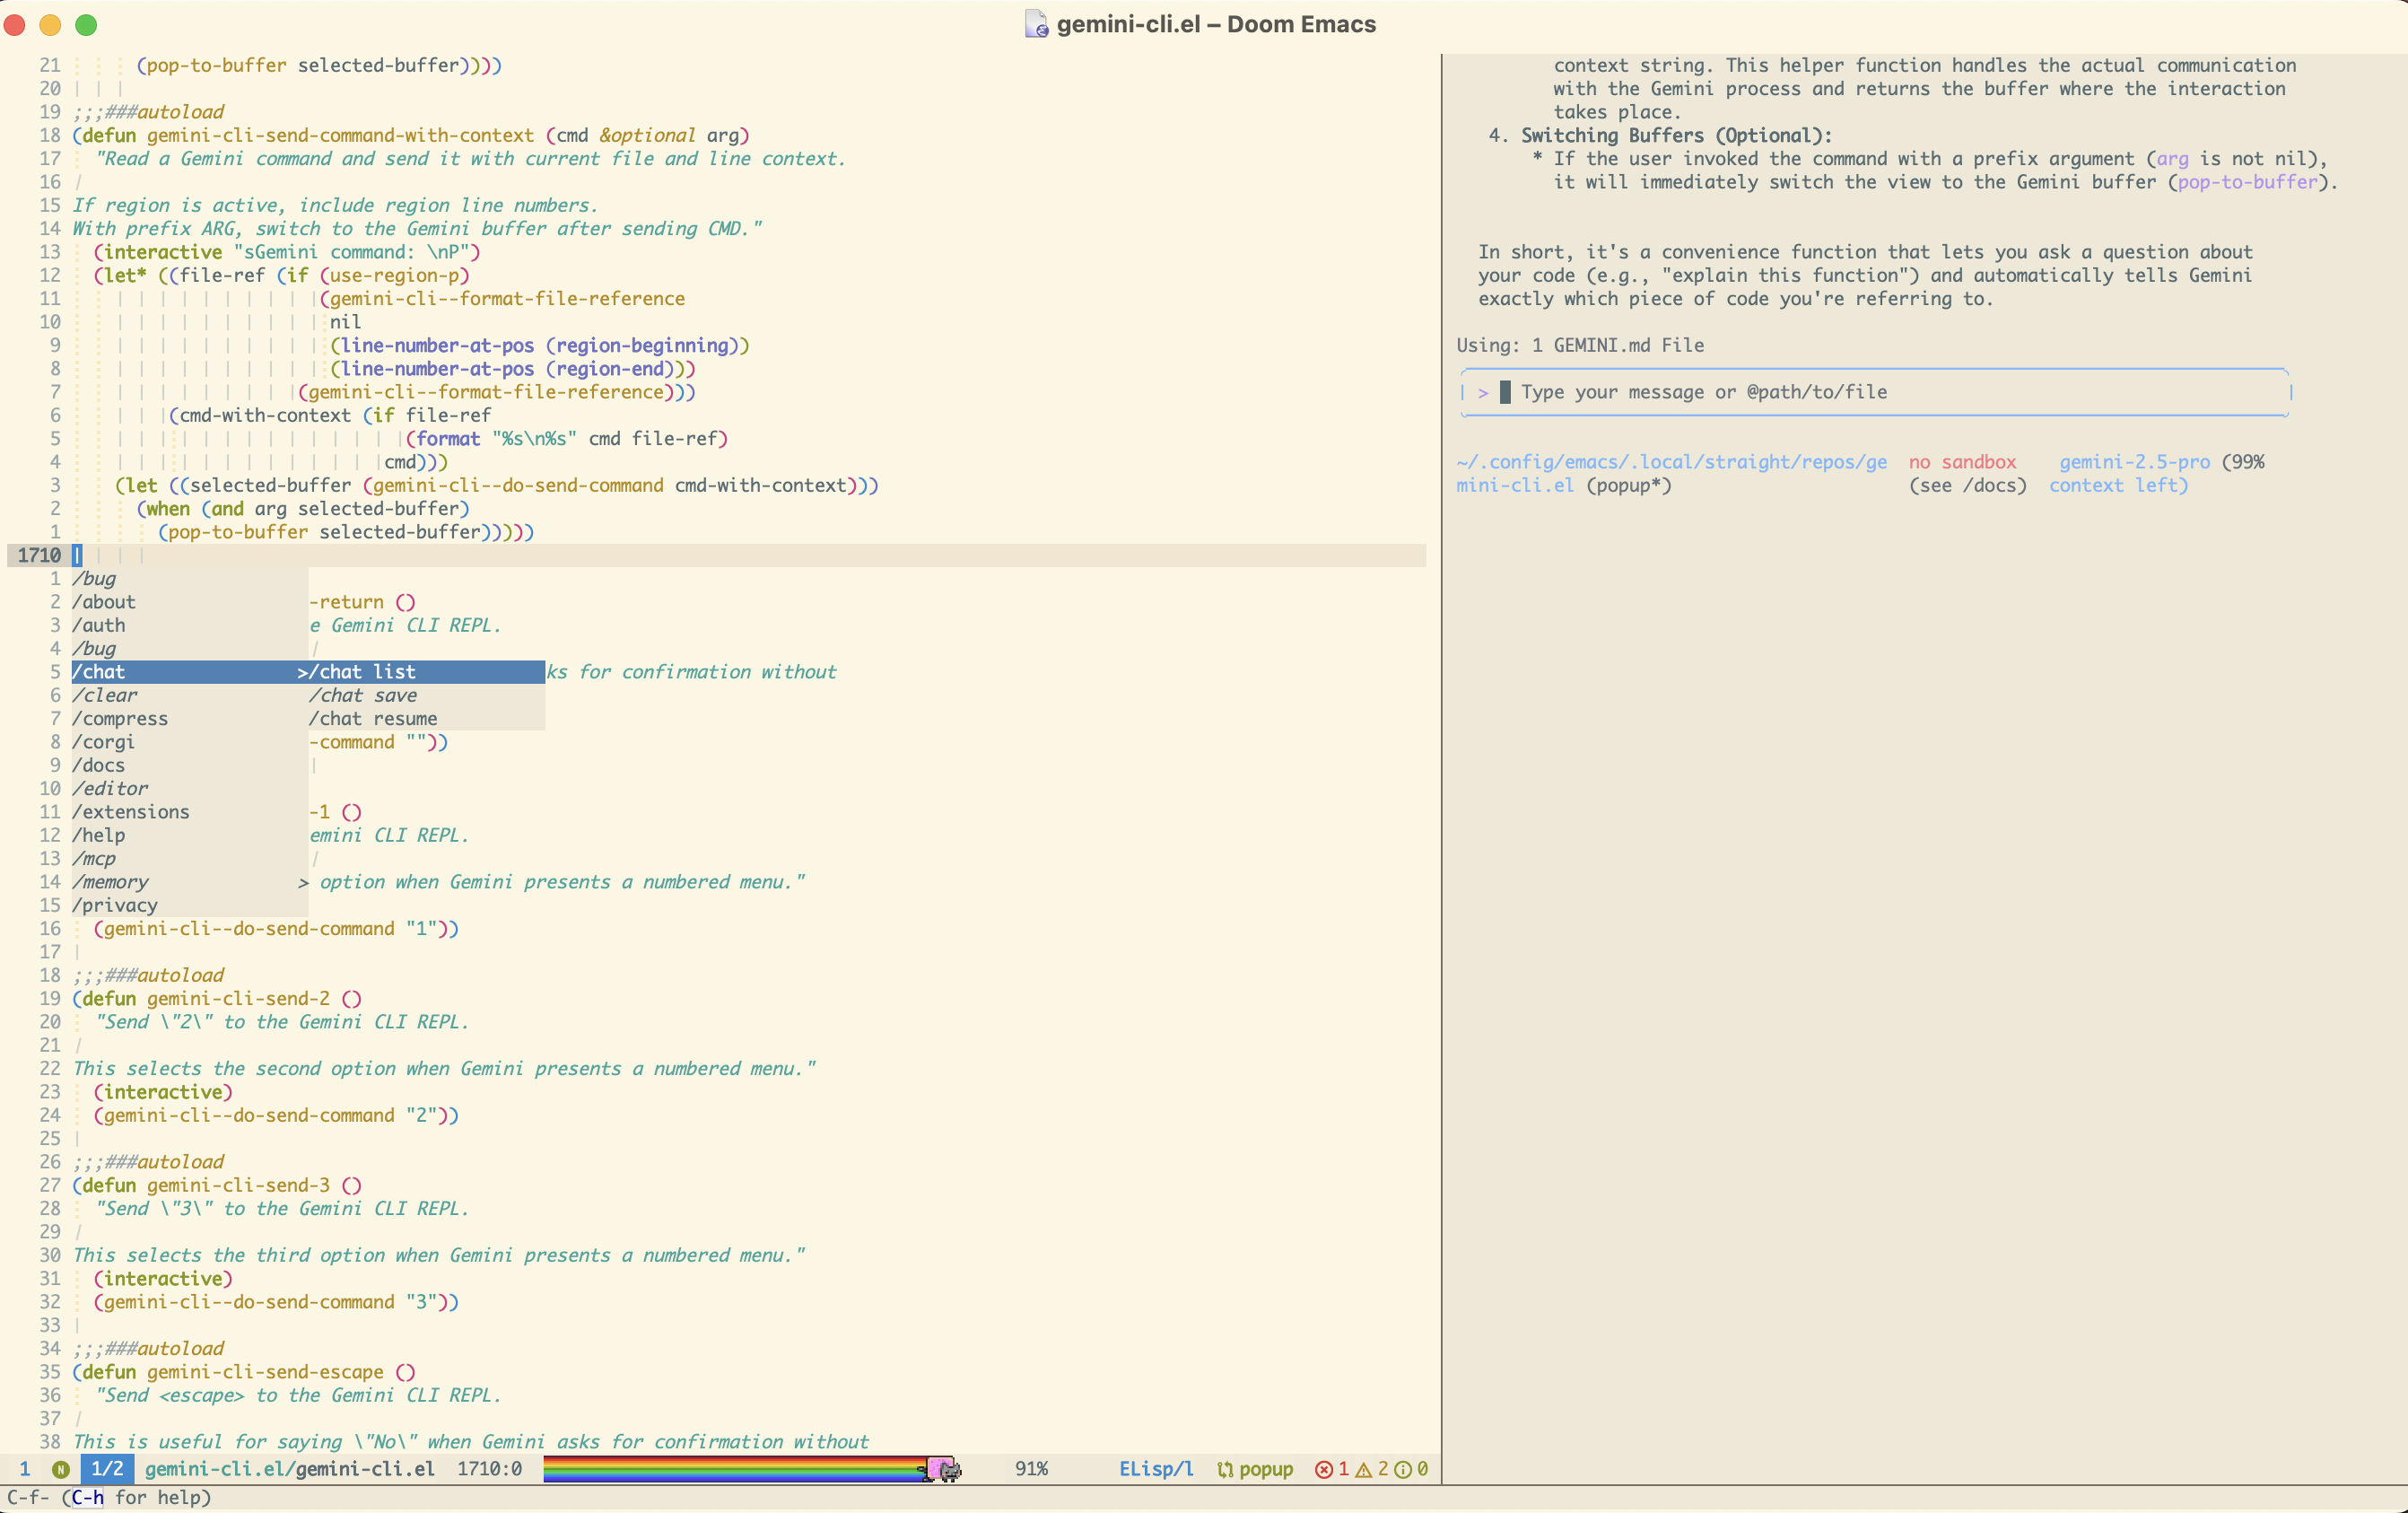 gemini-cli.el – Doom Emacs
21 (pop-to-buffer selected-buffer))))
20
19 ;;;###autoload
18 (defun gemini-cli-send-command-with-context (cmd &optional arg)
17 "Read a Gemini command and send it with current file and line context.
16
15 If region is active, include region line numbers.
14 With prefix ARG, switch to the Gemini buffer after sending CMD."
13 (interactive "sGemini command: \nP")
12 (let* ((file-ref (if (use-region-p)
11 (gemini-cli--format-file-reference
10 nil
9 (line-number-at-pos (region-beginning))
8 (line-number-at-pos (region-end)))
7 (gemini-cli--format-file-reference)))
6 (cmd-with-context (if file-ref
5 (format "%s\n%s" cmd file-ref)
4 cmd)))
3 (let ((selected-buffer (gemini-cli--do-send-command cmd-with-context)))
2 (when (and arg selected-buffer)
1 (pop-to-buffer selected-buffer)))))
1710
1 /bug
2 /about -return ()
3 /auth e Gemini CLI REPL.
4 /bug
5 /chat >/chat list ks for confirmation without
6 /clear /chat save
7 /compress /chat resume
8 /corgi -command ""))
9 /docs
10 /editor
11 /extensions -1 ()
12 /help emini CLI REPL.
13 /mcp
14 /memory > option when Gemini presents a numbered menu."
15 /privacy
16 (gemini-cli--do-send-command "1"))
17
18 ;;;###autoload
19 (defun gemini-cli-send-2 ()
20 "Send \"2\" to the Gemini CLI REPL.
21
22 This selects the second option when Gemini presents a numbered menu."
23 (interactive)
24 (gemini-cli--do-send-command "2"))
25
26 ;;;###autoload
27 (defun gemini-cli-send-3 ()
28 "Send \"3\" to the Gemini CLI REPL.
29
30 This selects the third option when Gemini presents a numbered menu."
31 (interactive)
32 (gemini-cli--do-send-command "3"))
33
34 ;;;###autoload
35 (defun gemini-cli-send-escape ()
36 "Send <escape> to the Gemini CLI REPL.
37
38 This is useful for saying \"No\" when Gemini asks for confirmation without
1 N 1/2 gemini-cli.el/gemini-cli.el 1710:0 91% ELisp/l popup 1 2 0
C-f- (C-h for help)
context string. This helper function handles the actual communication
with the Gemini process and returns the buffer where the interaction
takes place.
4. Switching Buffers (Optional):
* If the user invoked the command with a prefix argument (arg is not nil),
it will immediately switch the view to the Gemini buffer (pop-to-buffer).
In short, it's a convenience function that lets you ask a question about
your code (e.g., "explain this function") and automatically tells Gemini
exactly which piece of code you're referring to.
Using: 1 GEMINI.md File
> Type your message or @path/to/file
~/.config/emacs/.local/straight/repos/ge no sandbox gemini-2.5-pro (99%
mini-cli.el (popup*) (see /docs) context left)